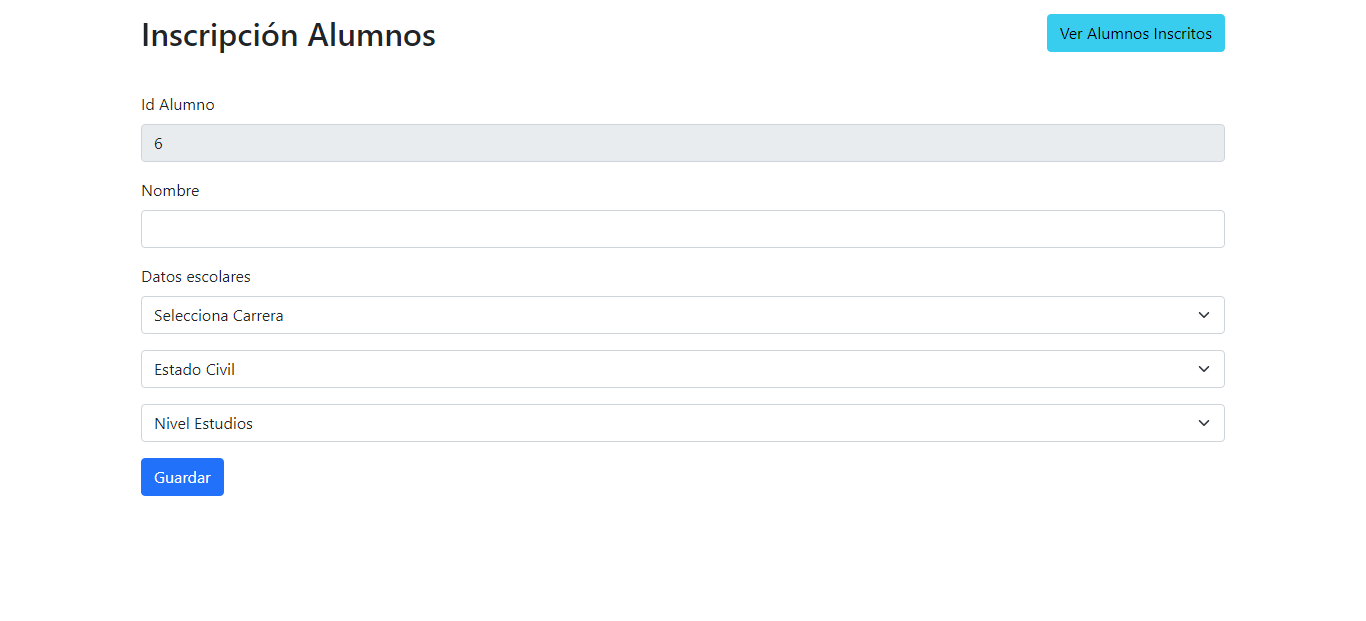 Inscripción Alumnos
Ver Alumnos Inscritos
Id Alumno
6
Nombre
Datos escolares
Selecciona Carrera
Estado Civil
Nivel Estudios
Guardar